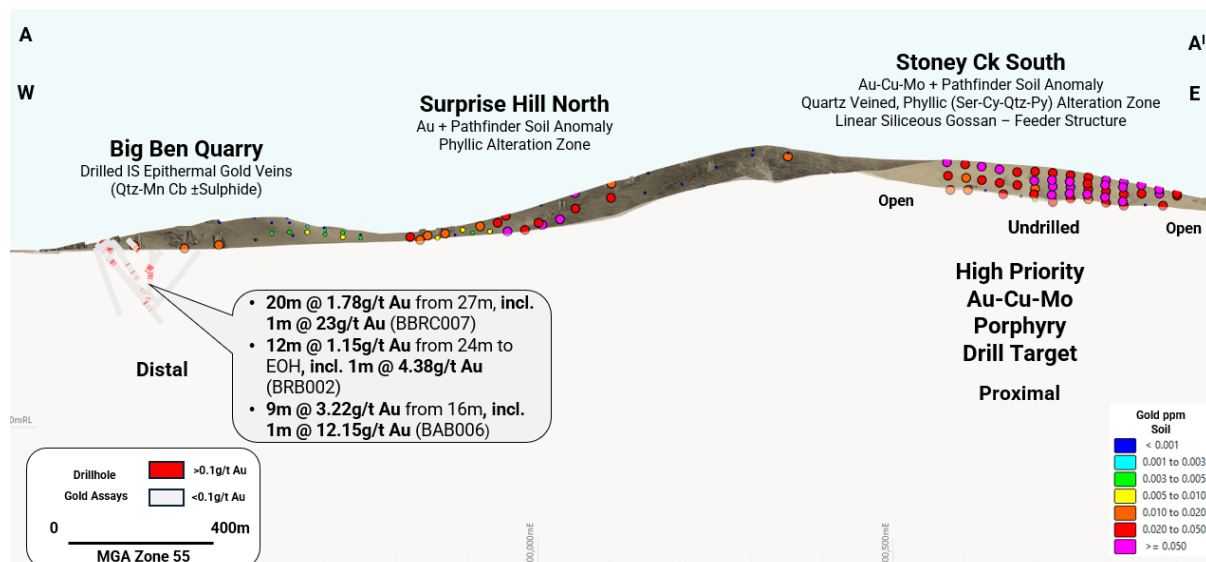 A
Aᴵ
W
E
Stoney Ck South
Au-Cu-Mo + Pathfinder Soil Anomaly
Quartz Veined, Phyllic (Ser-Cy-Qtz-Py) Alteration Zone
Linear Siliceous Gossan – Feeder Structure
Surprise Hill North
Au + Pathfinder Soil Anomaly
Phyllic Alteration Zone
Big Ben Quarry
Drilled IS Epithermal Gold Veins
(Qtz-Mn Cb ±Sulphide)
Open
Undrilled
Open
High Priority
Au-Cu-Mo
Porphyry
Drill Target
Proximal
• 20m @ 1.78g/t Au from 27m, incl.
1m @ 23g/t Au (BBRC007)
• 12m @ 1.15g/t Au from 24m to
EOH, incl. 1m @ 4.38g/t Au
(BRB002)
• 9m @ 3.22g/t Au from 16m, incl.
1m @ 12.15g/t Au (BAB006)
Distal
0mRL
Drillhole
Gold Assays
>0.1g/t Au
<0.1g/t Au
0
400m
MGA Zone 55
00,000mE
00,500mE
Gold ppm
Soil
< 0.001
0.001 to 0.003
0.003 to 0.005
0.005 to 0.010
0.010 to 0.020
0.020 to 0.050
>= 0.050